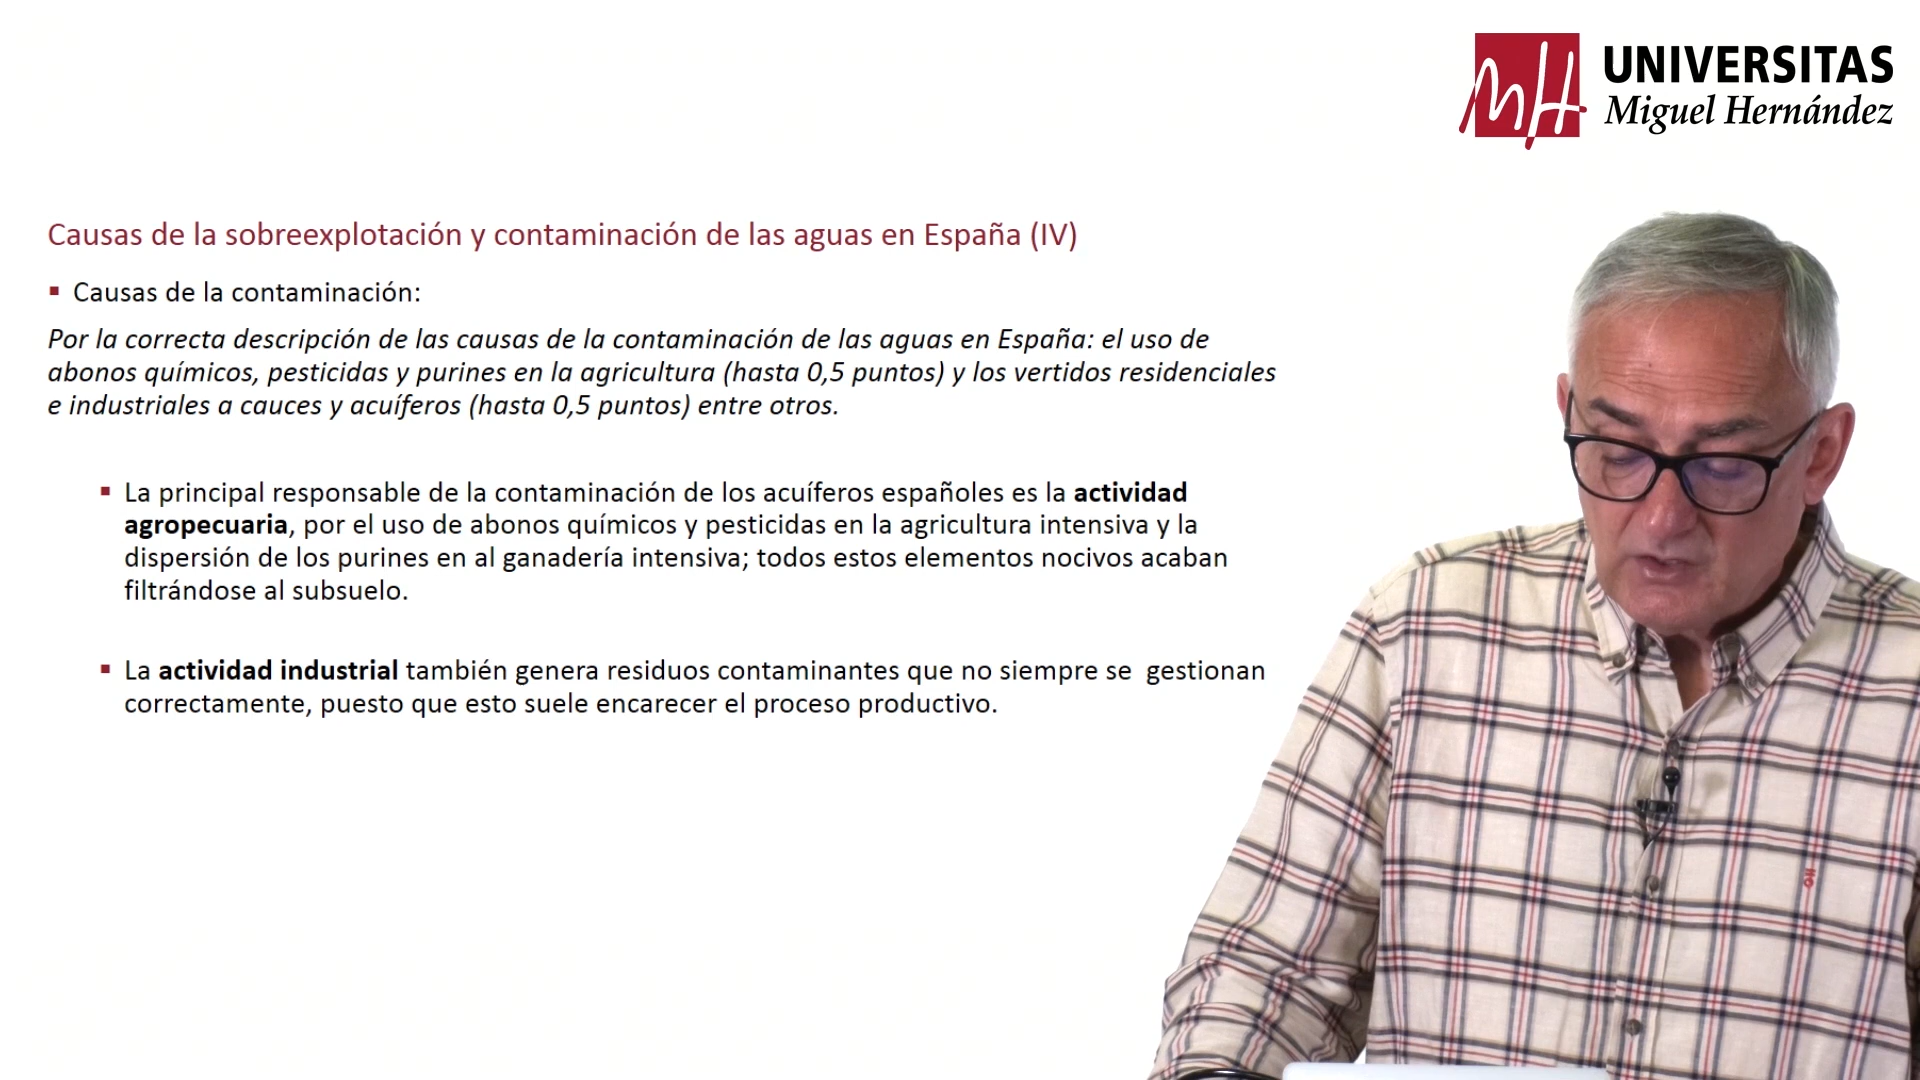 UNIVERSITAS
Miguel Hernández
Causas de la sobreexplotación y contaminación de las aguas en España (IV)
▪ Causas de la contaminación:
Por la correcta descripción de las causas de la contaminación de las aguas en España: el uso de
abonos químicos, pesticidas y purines en la agricultura (hasta 0,5 puntos) y los vertidos residenciales
e industriales a cauces y acuíferos (hasta 0,5 puntos) entre otros.
▪ La principal responsable de la contaminación de los acuíferos españoles es la actividad
agropecuaria, por el uso de abonos químicos y pesticidas en la agricultura intensiva y la
dispersión de los purines en al ganadería intensiva; todos estos elementos nocivos acaban
filtrándose al subsuelo.
▪ La actividad industrial también genera residuos contaminantes que no siempre se gestionan
correctamente, puesto que esto suele encarecer el proceso productivo.